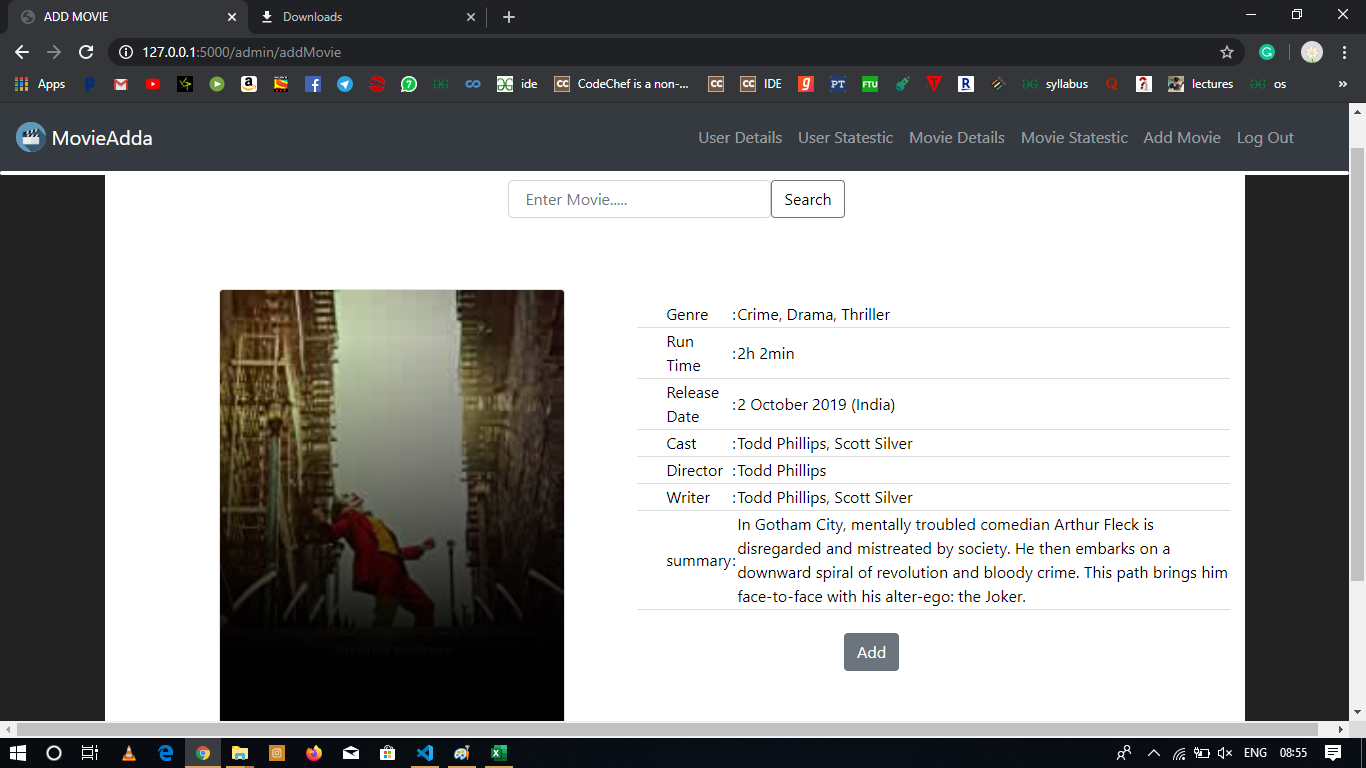 ADD MOVIE
Downloads
127.0.0.1:5000/admin/addMovie
Apps
ide
CodeChef is a non-...
IDE
PT
FTU
R
syllabus
lectures
os
MovieAdda
User Details
User Statestic
Movie Details
Movie Statestic
Add Movie
Log Out
Enter Movie.....
Search
Genre :Crime, Drama, Thriller
Run
Time :2h 2min
Release
Date :2 October 2019 (India)
Cast :Todd Phillips, Scott Silver
Director :Todd Phillips
Writer :Todd Phillips, Scott Silver
summary:
In Gotham City, mentally troubled comedian Arthur Fleck is
disregarded and mistreated by society. He then embarks on a
downward spiral of revolution and bloody crime. This path brings him
face-to-face with his alter-ego: the Joker.
Add
ENG
08:55